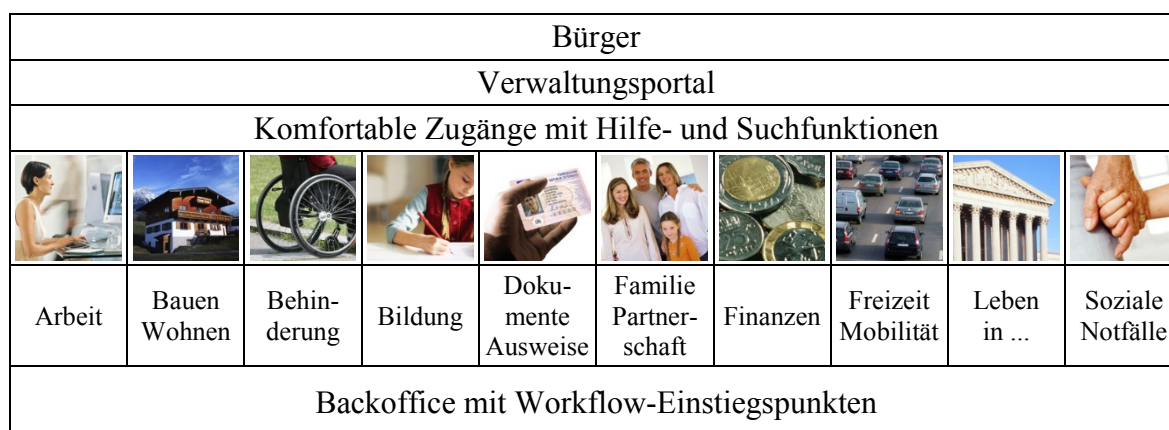 Bürger
Verwaltungsportal
Komfortable Zugänge mit Hilfe- und Suchfunktionen
Arbeit
Bauen
Wohnen
Behin-
derung
Bildung
Doku-
mente
Ausweise
Familie
Partner-
schaft
Finanzen
Freizeit
Mobilität
Leben
in ...
Soziale
Notfälle
Backoffice mit Workflow-Einstiegspunkten